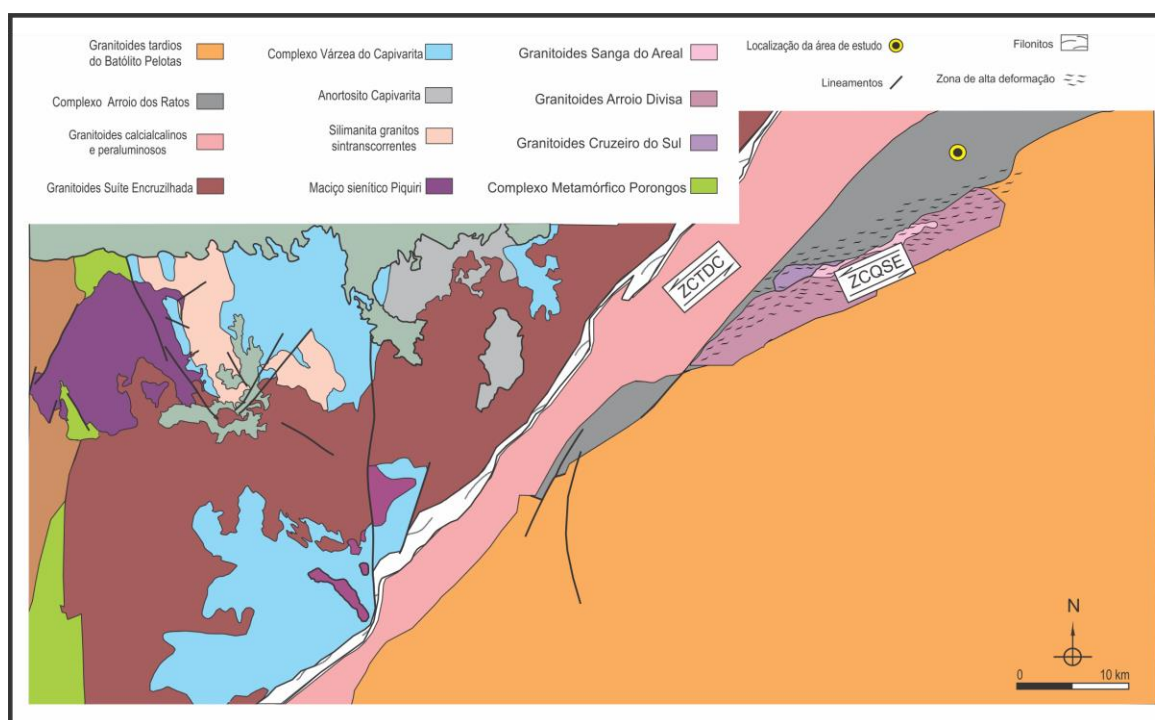 Granitoides tardios
do Batólito Pelotas
Complexo Várzea do Capivarita
Granitoides Sanga do Areal
Localização da área de estudo
Filonitos
Complexo Arroio dos Ratos
Anortosito Capivarita
Granitoides Arroio Divisa
Lineamentos
Zona de alta deformação
Granitoides calcialcalinos
e peraluminosos
Silimanita granitos
sintranscorrentes
Granitoides Cruzeiro do Sul
Granitoides Suíte Encruzilhada
Maciço sienítico Piquiri
Complexo Metamórfico Porongos
ZCTDC
ZCQSE
N
0
10 km